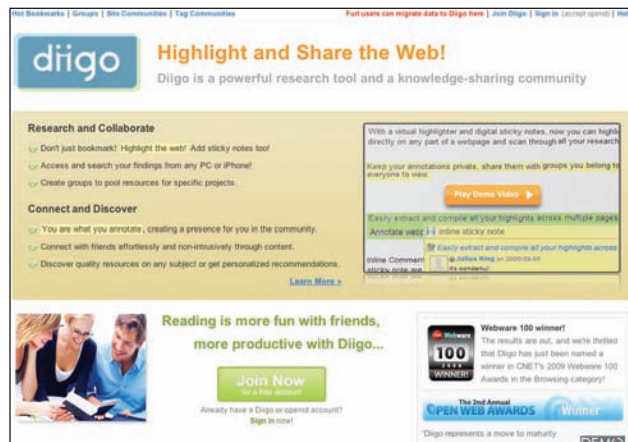 Hot Bookmarks | Groups | Site Communities | Tag Communities
Furl users can migrate data to Diigo here | Join Diigo | Sign in (accept openid) |
diigo
Highlight and Share the Web!
Diigo is a powerful research tool and a knowledge-sharing community
Research and Collaborate
Don't just bookmark! Highlight the web! Add sticky notes too!
Access and search your findings from any PC or iPhone!
Create groups to pool resources for specific projects.
Connect and Discover
You are what you annotate, creating a presence for you in the community.
Connect with friends effortlessly and non-intrusively through content.
Discover quality resources on any subject or get personalized recommendations.
Learn More »
With a virtual highlighter and digital sticky notes, now you can highli
directly on any part of a webpage and scan through all your research
Keep your annotations private, share them with groups you belong to
everyone to view.
Play Demo Video
Easily extract and compile all your highlights across multiple pages
Annotate webp inline sticky note
Easily extract and compile all your highlights across
Inline Comment @Julius King on 2009-09-05
sticky note are It's wonderful!
Reading is more fun with friends,
more productive with Diigo...
Join Now
for a free account
Already have a Diigo or openid account?
Sign in now!
Webware
100
2009
WINNER!
Webware 100 winner!
The results are out, and we're thrilled
that Diigo has just been named a
winner in CNET's 2009 Webware 100
Awards in the Browsing category!
The 2nd Annual
OPEN WEB AWARDS Winner
"Diigo represents a move to maturity